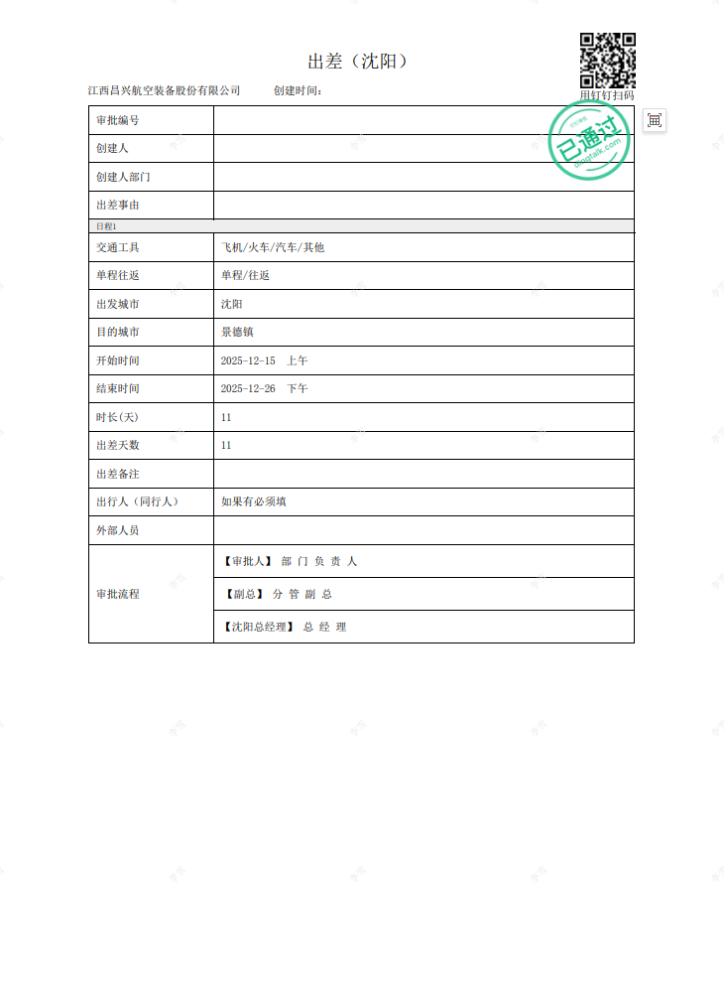 出差（沈阳）
江西昌兴航空装备股份有限公司 创建时间：
用钉钉扫码
已通过
dingtalk.com
审批编号
创建人
创建人部门
出差事由
日程1
交通工具 飞机/火车/汽车/其他
单程往返 单程/往返
出发城市 沈阳
目的城市 景德镇
开始时间 2025-12-15 上午
结束时间 2025-12-26 下午
时长(天) 11
出差天数 11
出差备注
出行人（同行人） 如果有必须填
外部人员
审批流程
【审批人】 部 门 负 责 人
【副总】 分 管 副 总
【沈阳总经理】 总 经 理